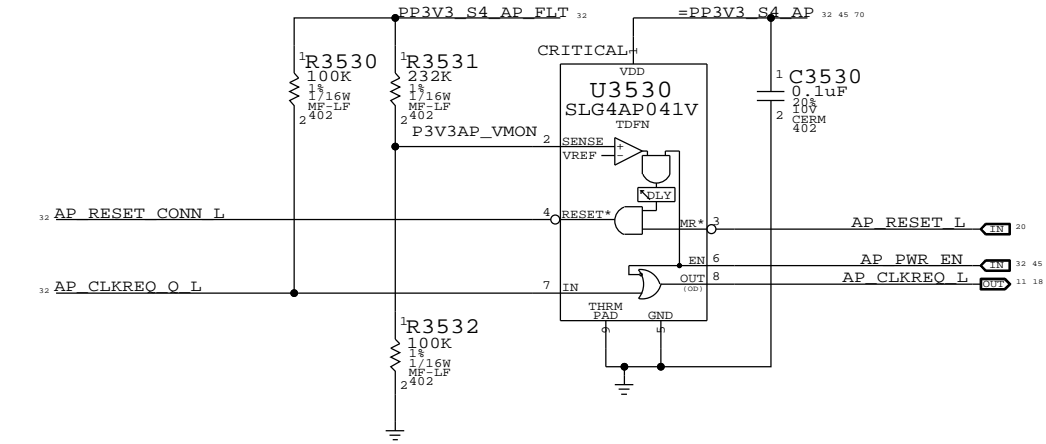 PP3V3_S4_AP_FLT 32
=PP3V3_S4_AP 32 45 70
CRITICAL
1
VDD
1
R3530
100K
1%
1/16W
MF-LF
402
2
1
R3531
232K
1%
1/16W
MF-LF
402
2
U3530
SLG4AP041V
TDFN
1
C3530
0.1uF
20%
10V
CERM
402
2
P3V3AP_VMON
2
SENSE
+
VREF
-
DLY
32 AP_RESET_CONN_L
4
RESET*
MR*
3
AP_RESET_L
IN 20
EN
6
AP_PWR_EN
IN 32 45
32 AP_CLKREQ_Q_L
7
IN
OUT
(OD)
8
AP_CLKREQ_L
OUT 11 18
THRM
PAD
9
GND
5
1
R3532
100K
1%
1/16W
MF-LF
402
2